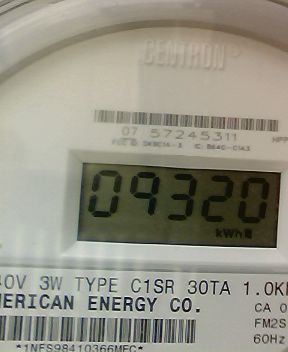 CENTRON®
07 57245311
09320
kWh
40V 3W TYPE C1SR 30TA 1.0K
MERICAN ENERGY CO.
CA 0
FM2S
60Hz
*1NFS98410366MEC*